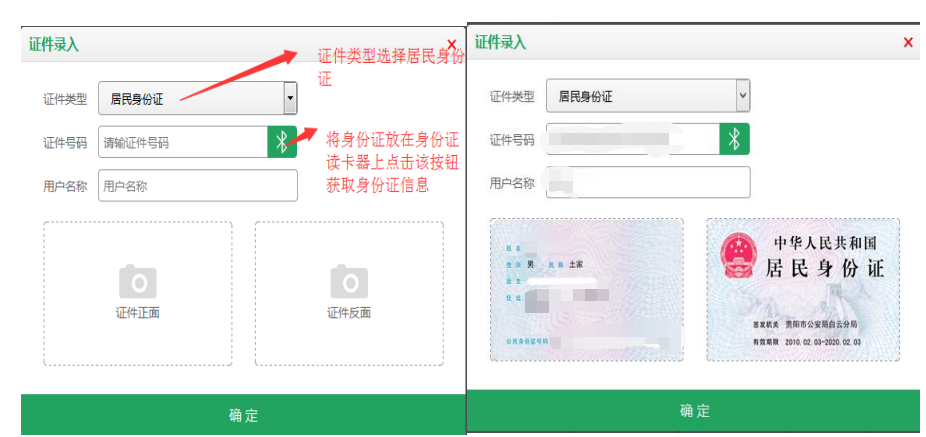 证件录入
×
证件类型选择居民身份
证
证件类型
居民身份证
证件号码
请输证件号码
将身份证放在身份证
读卡器上点击该按钮
获取身份证信息
用户名称
用户名称
证件正面
证件反面
确定
证件录入
×
证件类型
居民身份证
证件号码
用户名称
姓名
性别 男 民族 土家
出生
住址
公民身份证号码
中华人民共和国
居民身份证
签发机关 贵阳市公安局白云分局
有效期限 2010.02.03-2020.02.03
确定